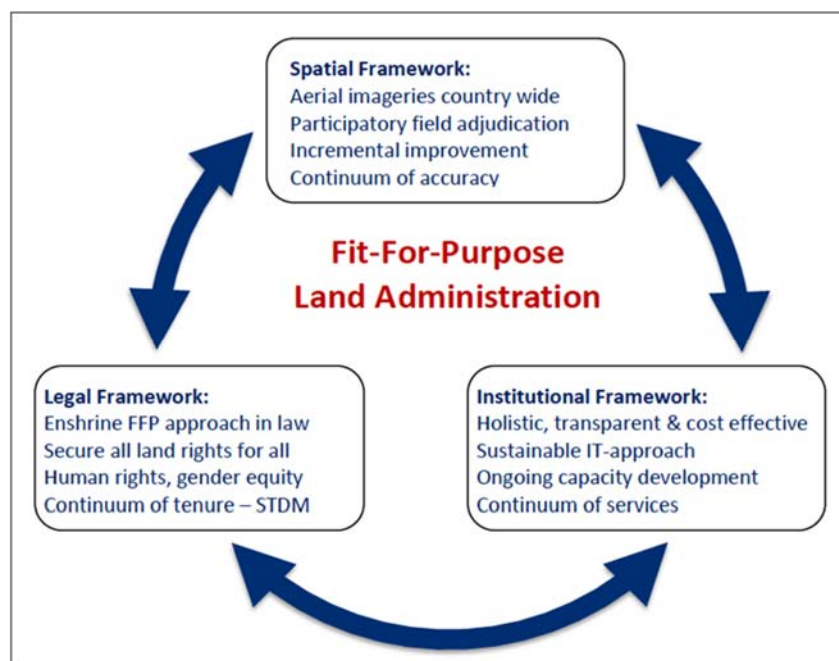 Spatial Framework:
Aerial imageries country wide
Participatory field adjudication
Incremental improvement
Continuum of accuracy
Fit-For-Purpose
Land Administration
Legal Framework:
Enshrine FFP approach in law
Secure all land rights for all
Human rights, gender equity
Continuum of tenure – STDM
Institutional Framework:
Holistic, transparent & cost effective
Sustainable IT-approach
Ongoing capacity development
Continuum of services